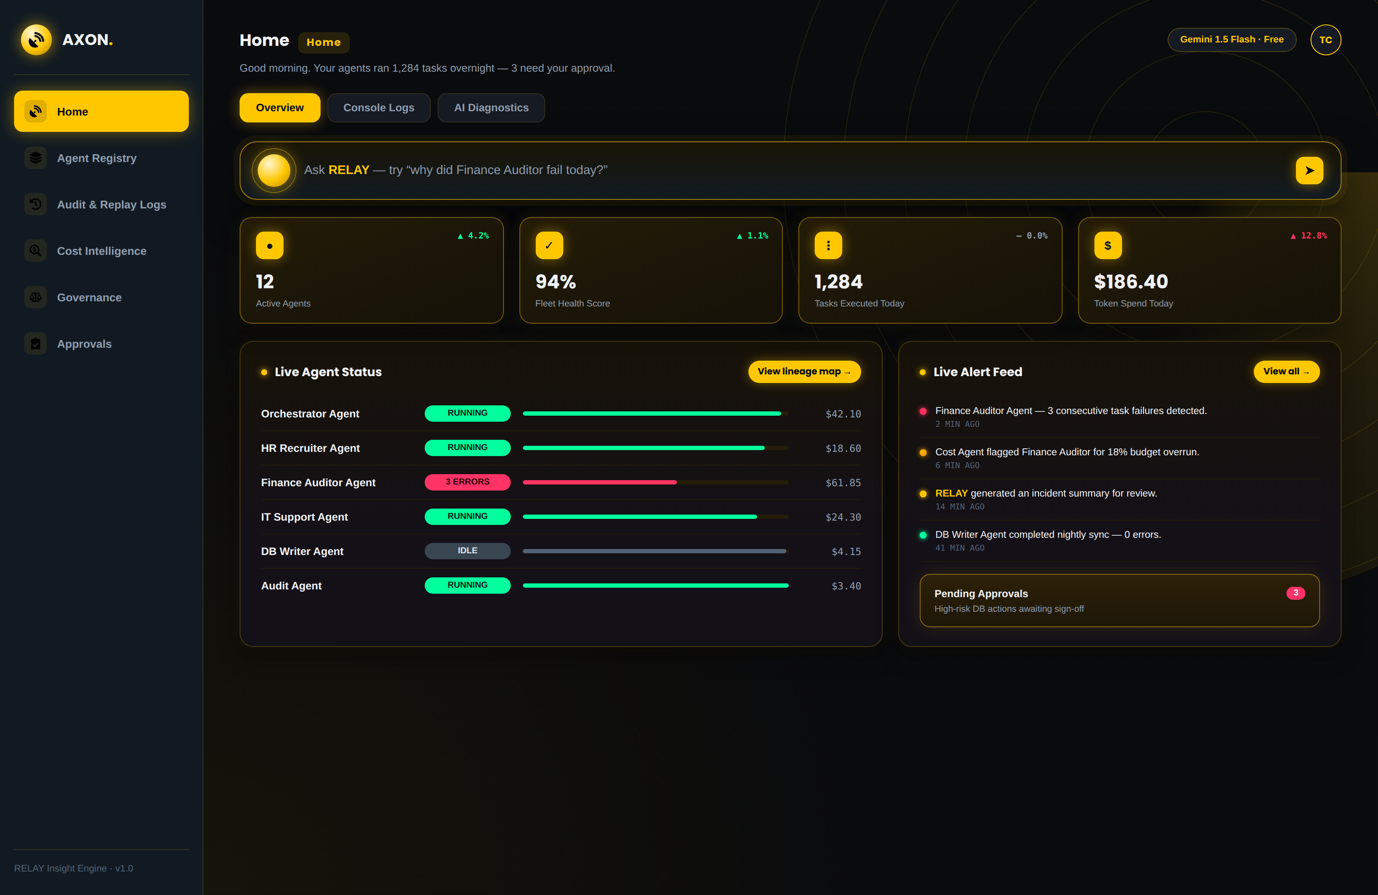 AXON.
Home
Agent Registry
Audit & Replay Logs
Cost Intelligence
Governance
Approvals
RELAY Insight Engine · v1.0
Home Home
Good morning. Your agents ran 1,284 tasks overnight — 3 need your approval.
Gemini 1.5 Flash · Free
TC
Overview Console Logs AI Diagnostics
Ask RELAY — try “why did Finance Auditor fail today?”
▲ 4.2%
12
Active Agents
✓ ▲ 1.1%
94%
Fleet Health Score
— 0.0%
1,284
Tasks Executed Today
$ ▲ 12.8%
$186.40
Token Spend Today
Live Agent Status View lineage map →
Orchestrator Agent RUNNING $42.10
HR Recruiter Agent RUNNING $18.60
Finance Auditor Agent 3 ERRORS $61.85
IT Support Agent RUNNING $24.30
DB Writer Agent IDLE $4.15
Audit Agent RUNNING $3.40
Live Alert Feed View all →
Finance Auditor Agent — 3 consecutive task failures detected.
2 MIN AGO
Cost Agent flagged Finance Auditor for 18% budget overrun.
6 MIN AGO
RELAY generated an incident summary for review.
14 MIN AGO
DB Writer Agent completed nightly sync — 0 errors.
41 MIN AGO
Pending Approvals 3
High-risk DB actions awaiting sign-off